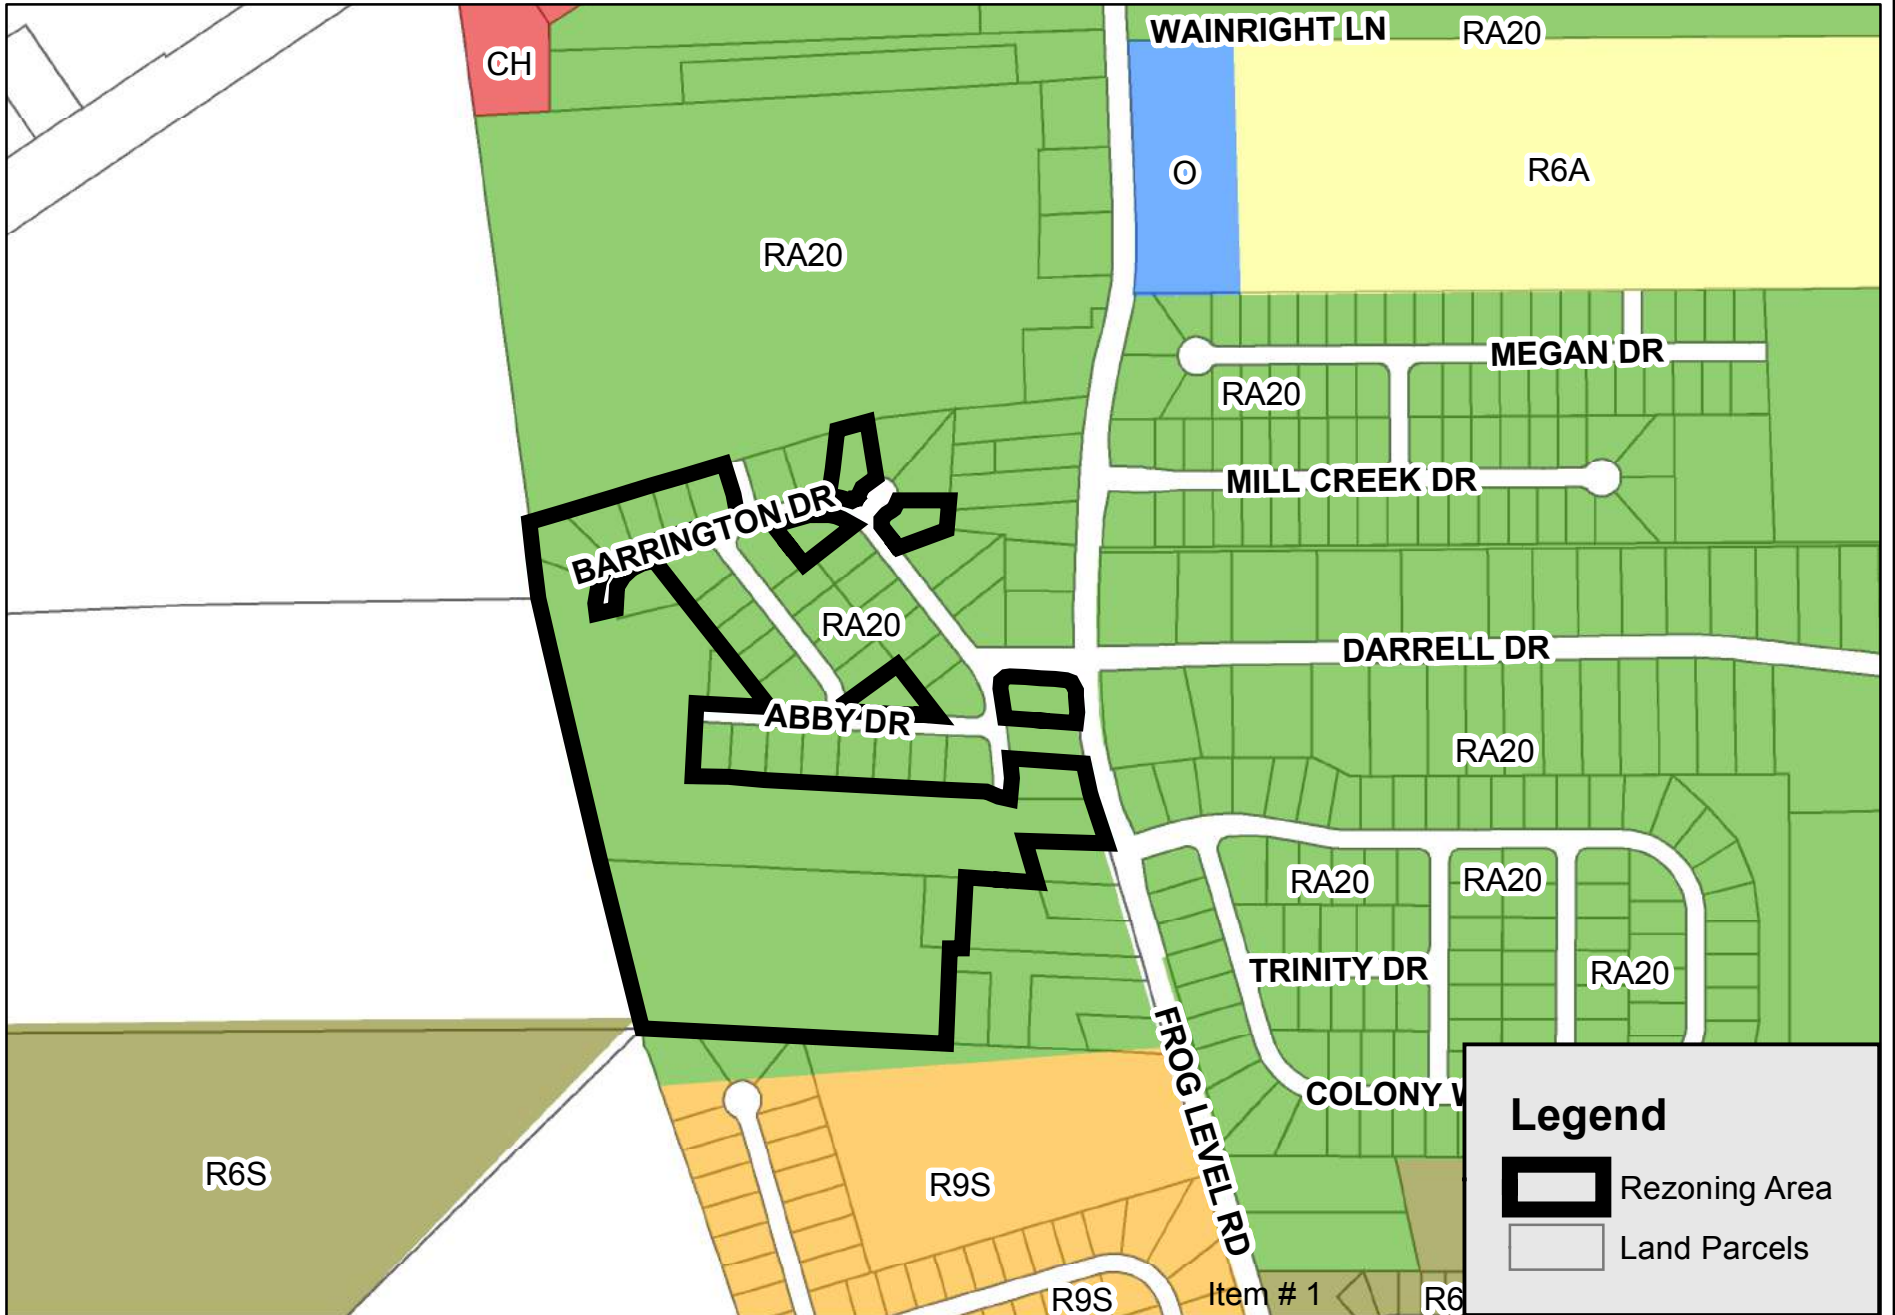 WAINRIGHT LN
RA20
CH
O
R6A
RA20
MEGAN DR
RA20
MILL CREEK DR
BARRINGTON DR
RA20
DARRELL DR
ABBY DR
RA20
RA20
RA20
TRINITY DR
RA20
FROG LEVEL RD
COLONY W
R6S
R9S
R9S
Item # 1
R6
Legend
Rezoning Area
Land Parcels